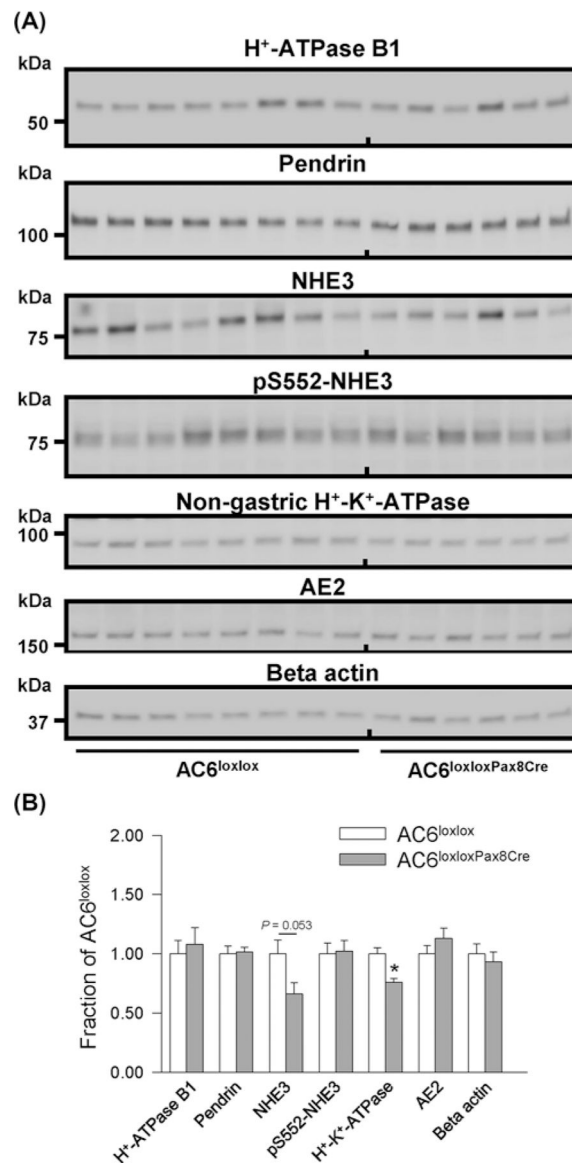 (A)
H⁺-ATPase B1
kDa
50
Pendrin
kDa
100
NHE3
kDa
75
pS552-NHE3
kDa
75
Non-gastric H⁺-K⁺-ATPase
kDa
100
AE2
kDa
150
Beta actin
kDa
37
AC6ˡᵒˣˡᵒˣ AC6ˡᵒˣˡᵒˣᴾᵃˣ⁸ᶜʳᵉ
(B)
2.00
1.50
1.00
0.50
0.00
Fraction of AC6ˡᵒˣˡᵒˣ
AC6ˡᵒˣˡᵒˣ
AC6ˡᵒˣˡᵒˣᴾᵃˣ⁸ᶜʳᵉ
P = 0.053
*
H⁺-ATPase B1
Pendrin
NHE3
pS552-NHE3
H⁺-K⁺-ATPase
AE2
Beta actin